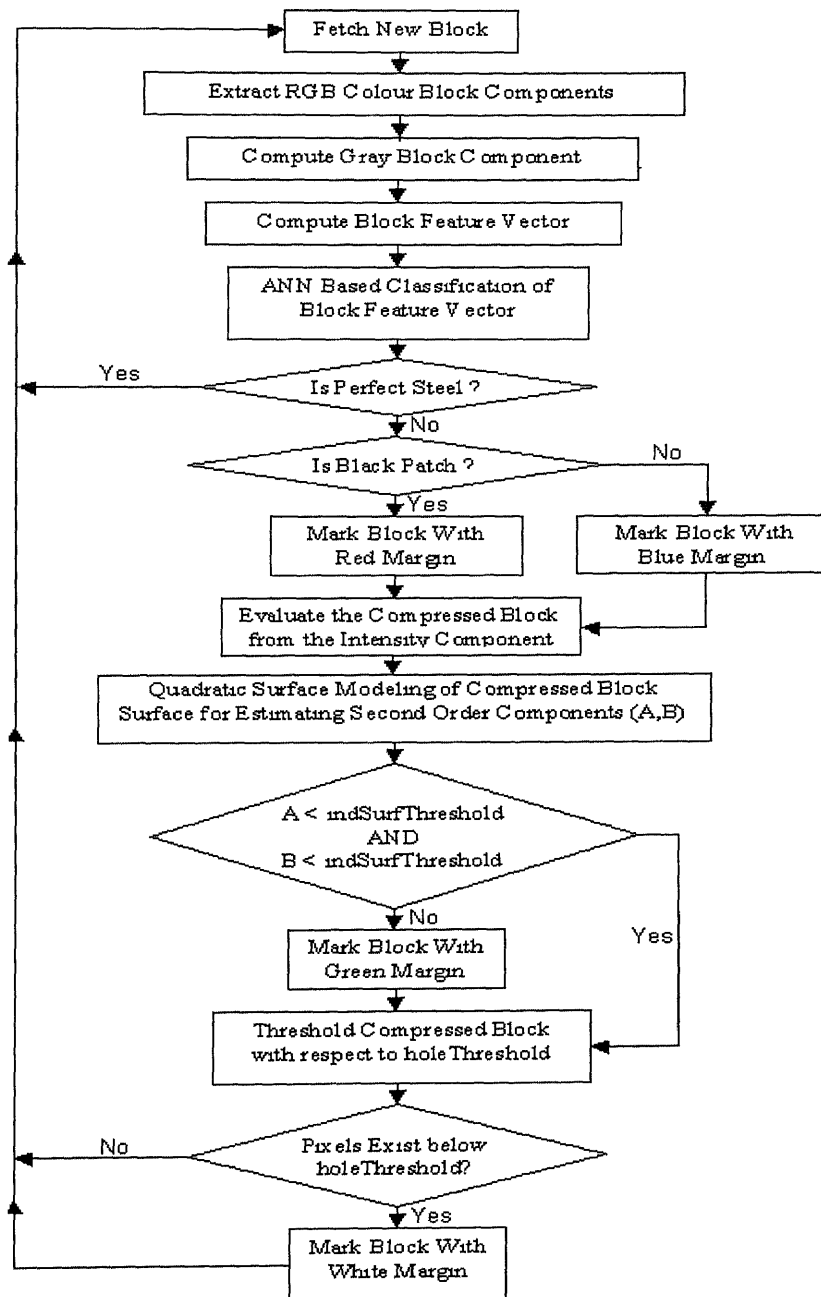 Fetch New Block
Extract RGB Colour Block Components
Compute Gray Block Component
Compute Block Feature Vector
ANN Based Classification of
Block Feature Vector
Yes
Is Perfect Steel ?
No
Is Black Patch ?
No
Yes
Mark Block With
Red Margin
Mark Block With
Blue Margin
Evaluate the Compressed Block
from the Intensity Component
Quadratic Surface Modeling of Compressed Block
Surface for Estimating Second Order Components (A,B)
A < indSurfThreshold
AND
B < indSurfThreshold
No
Yes
Mark Block With
Green Margin
Threshold Compressed Block
with respect to holeThreshold
No
Pixels Exist below
holeThreshold?
Yes
Mark Block With
White Margin